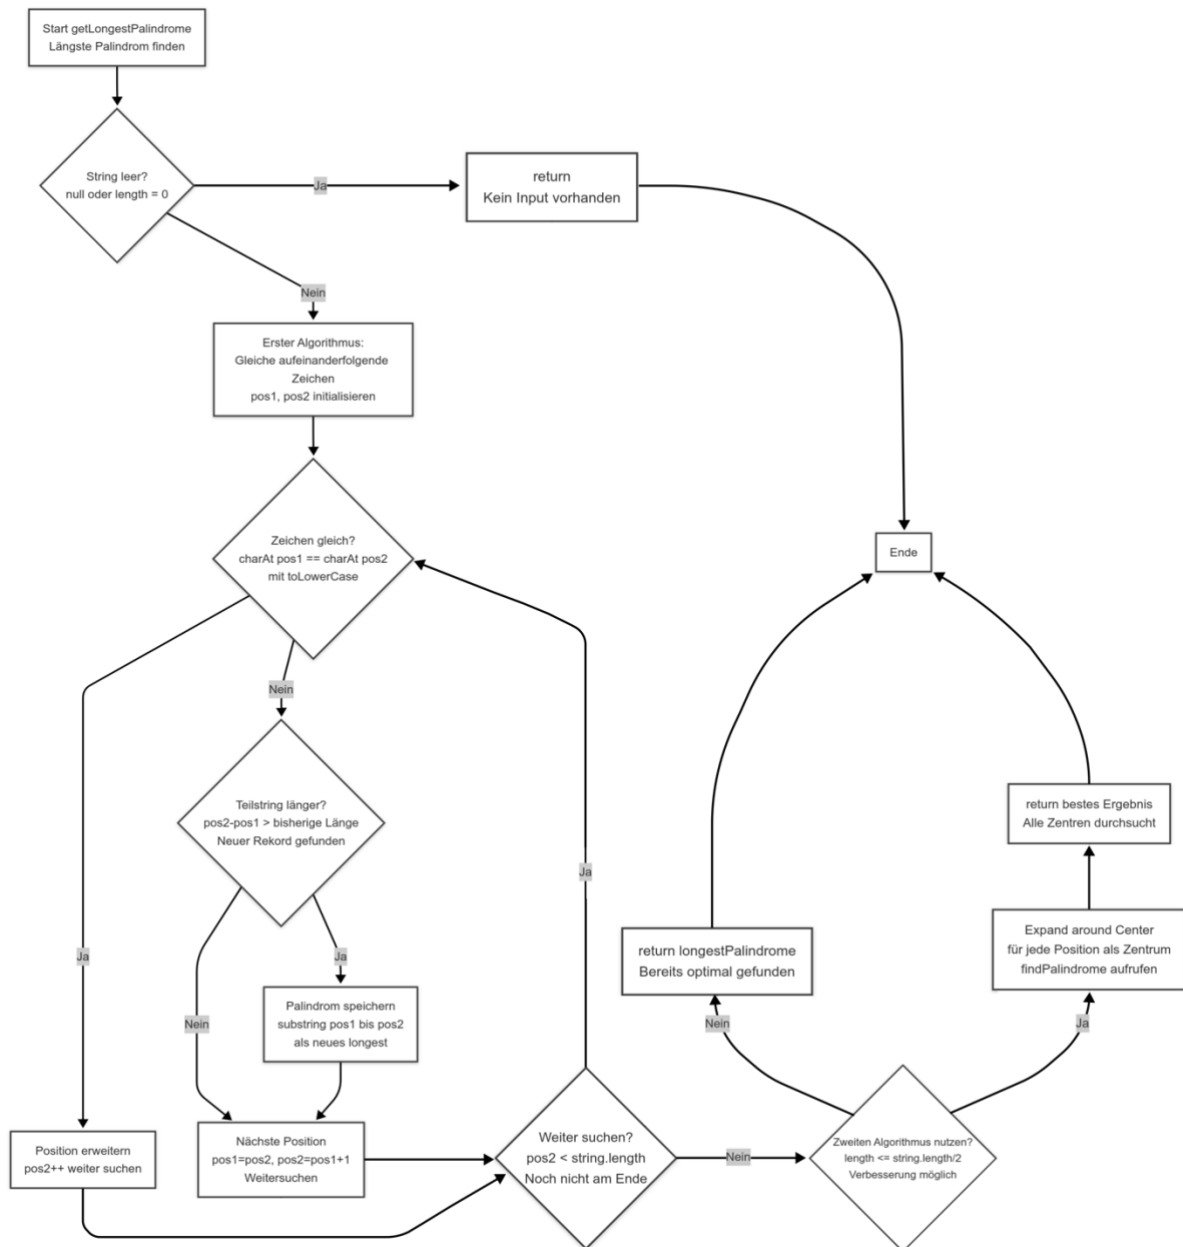 Start getLongestPalindrome
Längste Palindrom finden
String leer?
null oder length = 0
Ja
return
Kein Input vorhanden
Nein
Erster Algorithmus:
Gleiche aufeinanderfolgende
Zeichen
pos1, pos2 initialisieren
Zeichen gleich?
charAt pos1 == charAt pos2
mit toLowerCase
Ende
Nein
Teilstring länger?
pos2-pos1 > bisherige Länge
Neuer Rekord gefunden
Ja
return bestes Ergebnis
Alle Zentren durchsucht
Ja
Ja
return longestPalindrome
Bereits optimal gefunden
Expand around Center
für jede Position als Zentrum
findPalindrome aufrufen
Nein
Palindrom speichern
substring pos1 bis pos2
als neues longest
Nein
Ja
Position erweitern
pos2++ weiter suchen
Nächste Position
pos1=pos2, pos2=pos1+1
Weitersuchen
Weiter suchen?
pos2 < string.length
Noch nicht am Ende
Nein
Zweiten Algorithmus nutzen?
length <= string.length/2
Verbesserung möglich